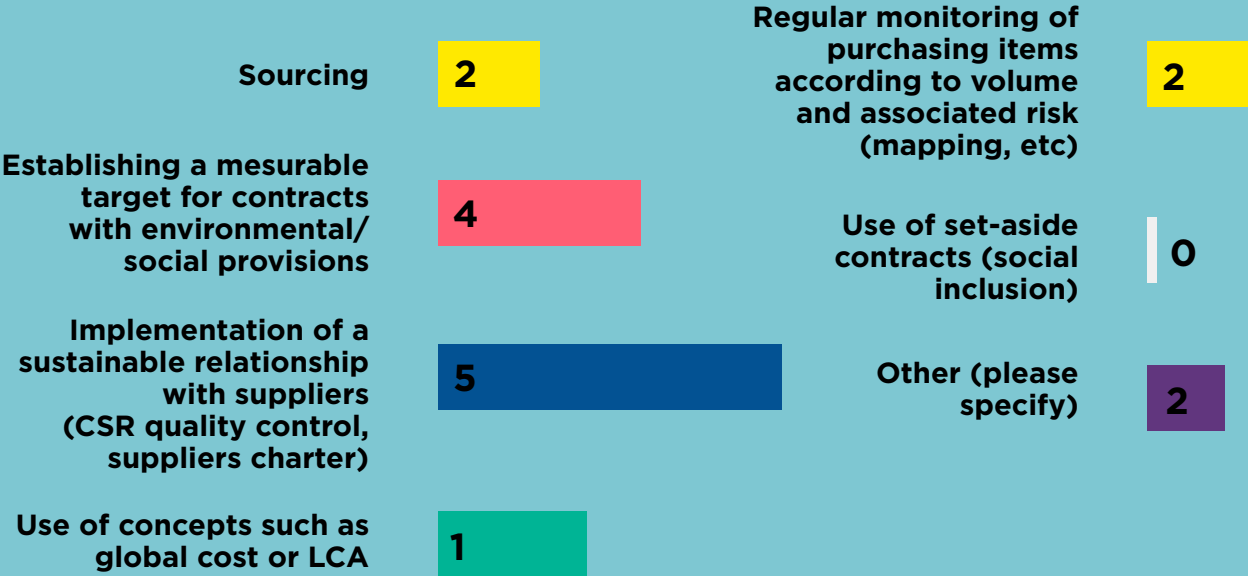 Sourcing
2
Establishing a mesurable
target for contracts
with environmental/
social provisions
4
Implementation of a
sustainable relationship
with suppliers
(CSR quality control,
suppliers charter)
5
Use of concepts such as
global cost or LCA
1
Regular monitoring of
purchasing items
according to volume
and associated risk
(mapping, etc)
2
Use of set-aside
contracts (social
inclusion)
0
Other (please
specify)
2